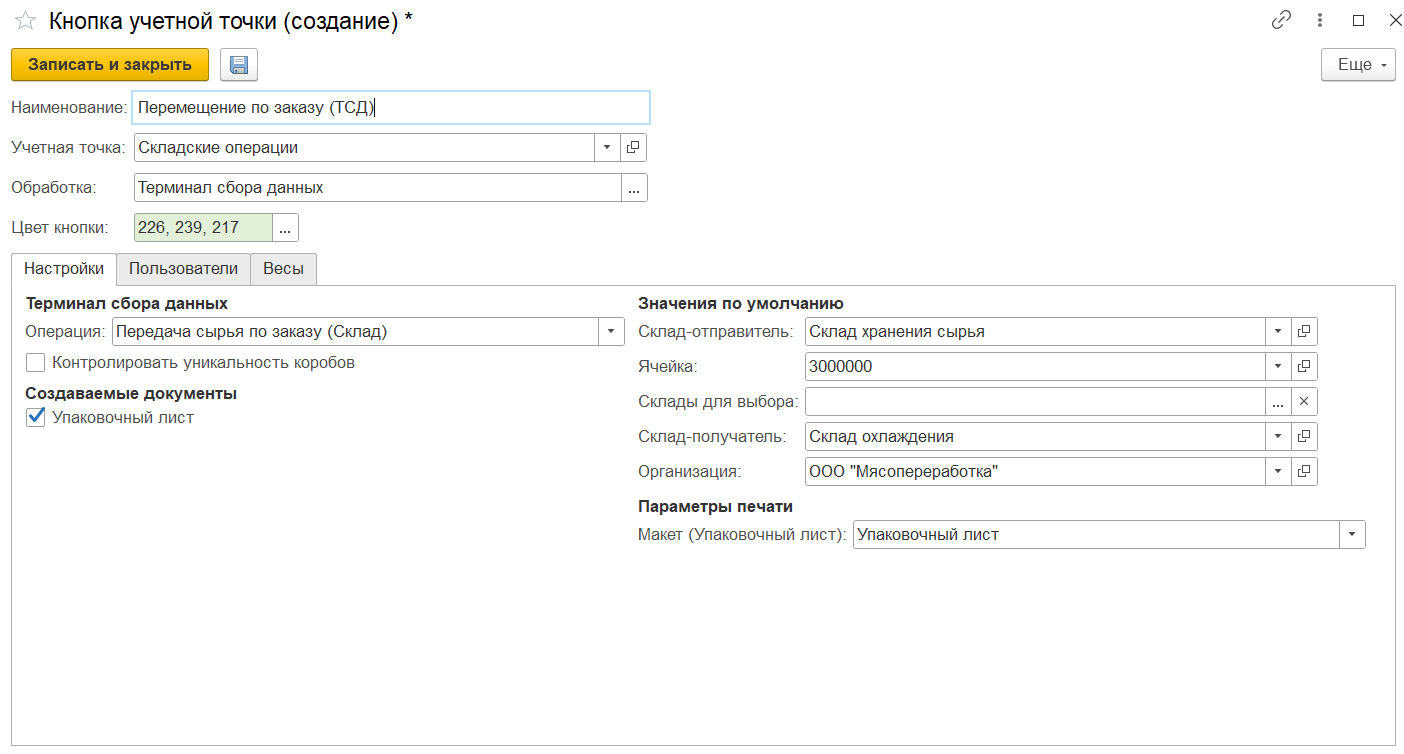 Кнопка учетной точки (создание) *
Записать и закрыть
Еще
Наименование: Перемещение по заказу (ТСД)
Учетная точка: Складские операции
Обработка: Терминал сбора данных ...
Цвет кнопки: 226, 239, 217 ...
Настройки Пользователи Весы
Терминал сбора данных
Операция: Передача сырья по заказу (Склад)
Контролировать уникальность коробов
Создаваемые документы
Упаковочный лист
Значения по умолчанию
Склад-отправитель: Склад хранения сырья
Ячейка: 3000000
Склады для выбора: ... ×
Склад-получатель: Склад охлаждения
Организация: ООО "Мясопереработка"
Параметры печати
Макет (Упаковочный лист): Упаковочный лист